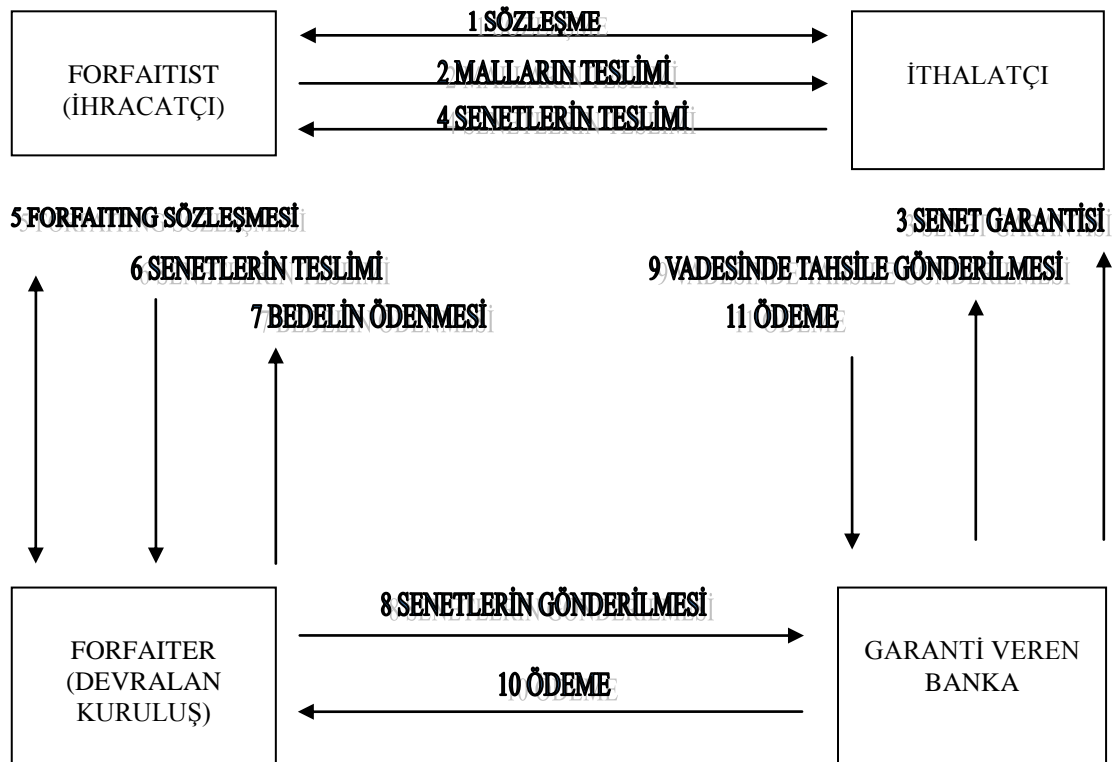 1 SÖZLEŞME
FORFAITIST
(İHRACATÇI)
2 MALLARIN TESLİMİ
İTHALATÇI
4 SENETLERİN TESLİMİ
5 FORFAITING SÖZLEŞMESİ
3 SENET GARANTİSİ
6 SENETLERİN TESLİMİ
9 VADESİNDE TAHSİLE GÖNDERİLMESİ
7 BEDELİN ÖDENMESİ
11 ÖDEME
8 SENETLERİN GÖNDERİLMESİ
FORFAITER
(DEVRALAN
KURULUŞ)
GARANTİ VEREN
BANKA
10 ÖDEME